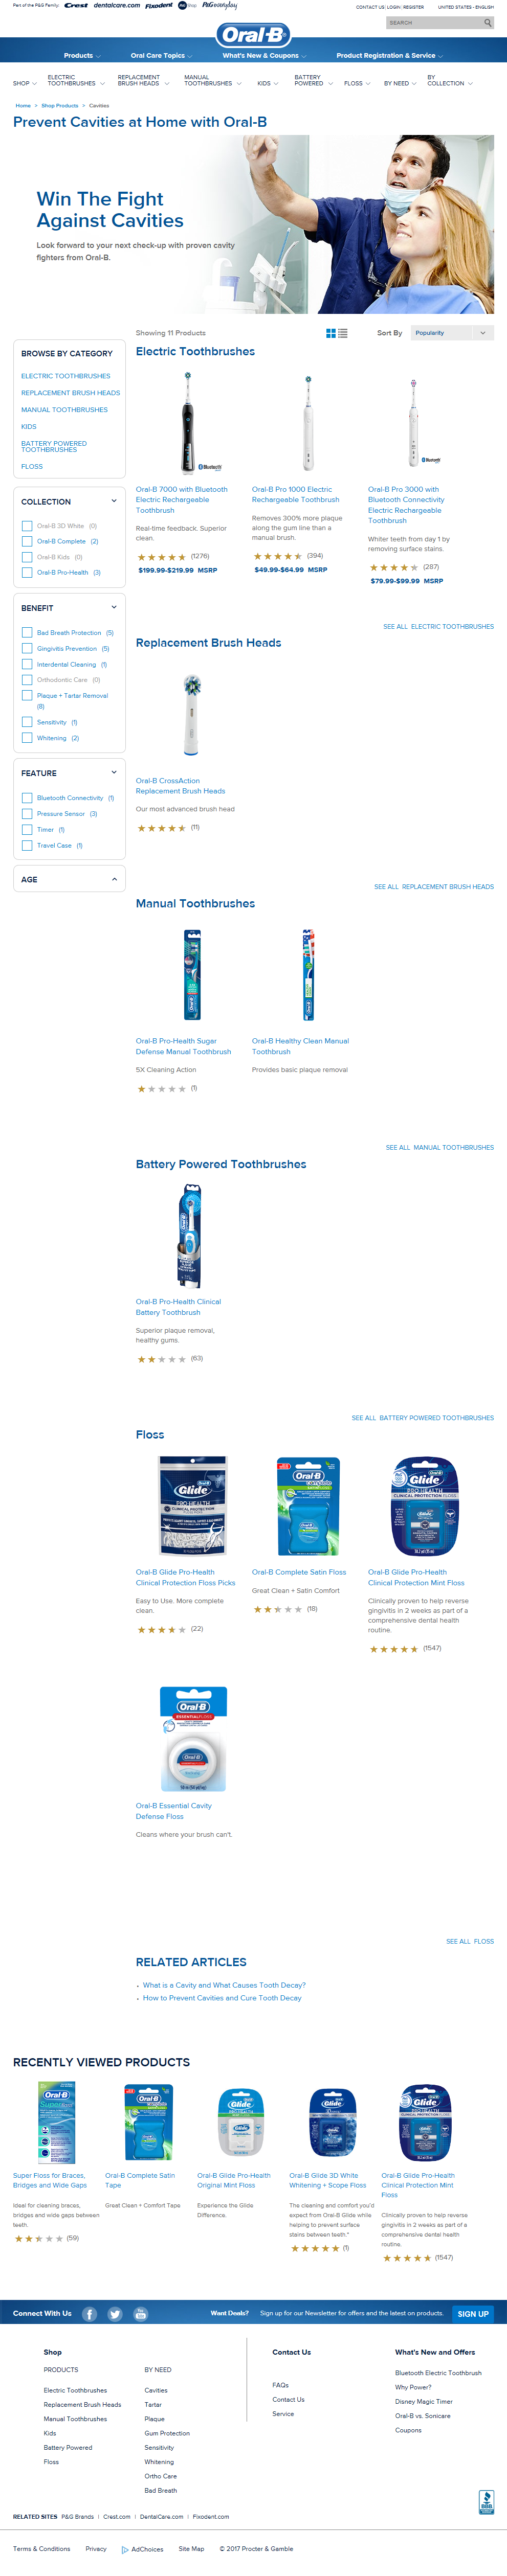 Part of the P&G Family: Crest dentalcare.com Fixodent P&G everyday
CONTACT US LOGIN | REGISTER UNITED STATES - ENGLISH
SEARCH
Oral-B
Products Oral Care Topics What's New & Coupons Product Registration & Service
SHOP ELECTRIC TOOTHBRUSHES REPLACEMENT BRUSH HEADS MANUAL TOOTHBRUSHES KIDS BATTERY POWERED FLOSS BY NEED BY COLLECTION
Home > Shop Products > Cavities
Prevent Cavities at Home with Oral-B
Win The Fight
Against Cavities
Look forward to your next check-up with proven cavity
fighters from Oral-B.
Showing 11 Products
Sort By Popularity
BROWSE BY CATEGORY
ELECTRIC TOOTHBRUSHES
REPLACEMENT BRUSH HEADS
MANUAL TOOTHBRUSHES
KIDS
BATTERY POWERED
TOOTHBRUSHES
FLOSS
COLLECTION
Oral-B 3D White (0)
Oral-B Complete (2)
Oral-B Kids (0)
Oral-B Pro-Health (3)
BENEFIT
Bad Breath Protection (5)
Gingivitis Prevention (5)
Interdental Cleaning (1)
Orthodontic Care (0)
Plaque + Tartar Removal
(8)
Sensitivity (1)
Whitening (2)
FEATURE
Bluetooth Connectivity (1)
Pressure Sensor (3)
Timer (1)
Travel Case (1)
AGE
Electric Toothbrushes
Bluetooth
Bluetooth
Oral-B 7000 with Bluetooth
Electric Rechargeable
Toothbrush
Real-time feedback. Superior
clean.
(1276)
$199.99-$219.99 MSRP
Oral-B Pro 1000 Electric
Rechargeable Toothbrush
Removes 300% more plaque
along the gum line than a
manual brush.
(394)
$49.99-$64.99 MSRP
Oral-B Pro 3000 with
Bluetooth Connectivity
Electric Rechargeable
Toothbrush
Whiter teeth from day 1 by
removing surface stains.
(287)
$79.99-$99.99 MSRP
SEE ALL ELECTRIC TOOTHBRUSHES
Replacement Brush Heads
Oral-B CrossAction
Replacement Brush Heads
Our most advanced brush head
(11)
SEE ALL REPLACEMENT BRUSH HEADS
Manual Toothbrushes
Oral-B Pro-Health Sugar
Defense Manual Toothbrush
5X Cleaning Action
(1)
Oral-B Healthy Clean Manual
Toothbrush
Provides basic plaque removal
SEE ALL MANUAL TOOTHBRUSHES
Battery Powered Toothbrushes
Oral-B Pro-Health Clinical
Battery Toothbrush
Superior plaque removal,
healthy gums.
(63)
SEE ALL BATTERY POWERED TOOTHBRUSHES
Floss
Oral-B
Glide
PRO-HEALTH
CLINICAL PROTECTION
Oral-B
complete
Oral-B
Glide
PRO-HEALTH
CLINICAL PROTECTION FLOSS
Oral-B Glide Pro-Health
Clinical Protection Floss Picks
Easy to Use. More complete
clean.
(22)
Oral-B Complete Satin Floss
Great Clean + Satin Comfort
(18)
Oral-B Glide Pro-Health
Clinical Protection Mint Floss
Clinically proven to help reverse
gingivitis in 2 weeks as part of a
comprehensive dental health
routine.
(1547)
Oral-B
ESSENTIAL FLOSS
Oral-B Essential Cavity
Defense Floss
Cleans where your brush can't.
SEE ALL FLOSS
RELATED ARTICLES
What is a Cavity and What Causes Tooth Decay?
How to Prevent Cavities and Cure Tooth Decay
RECENTLY VIEWED PRODUCTS
Super Floss for Braces,
Bridges and Wide Gaps
Ideal for cleaning braces,
bridges and wide gaps between
teeth.
(59)
Oral-B Complete Satin
Tape
Great Clean + Comfort Tape
Oral-B Glide Pro-Health
Original Mint Floss
Experience the Glide
Difference.
Oral-B Glide 3D White
Whitening + Scope Floss
The cleaning and comfort you'd
expect from Oral-B Glide while
helping to prevent surface
stains between teeth.*
(1)
Oral-B Glide Pro-Health
Clinical Protection Mint
Floss
Clinically proven to help reverse
gingivitis in 2 weeks as part of a
comprehensive dental health
routine.
(1547)
Connect With Us Want Deals? Sign up for our Newsletter for offers and the latest on products. SIGN UP
Shop
PRODUCTS
Electric Toothbrushes
Replacement Brush Heads
Manual Toothbrushes
Kids
Battery Powered
Floss
BY NEED
Cavities
Tartar
Plaque
Gum Protection
Sensitivity
Whitening
Ortho Care
Bad Breath
Contact Us
FAQs
Contact Us
Service
What's New and Offers
Bluetooth Electric Toothbrush
Why Power?
Disney Magic Timer
Oral-B vs. Sonicare
Coupons
BBB
RELATED SITES P&G Brands | Crest.com | DentalCare.com | Fixodent.com
Terms & Conditions Privacy AdChoices Site Map © 2017 Procter & Gamble